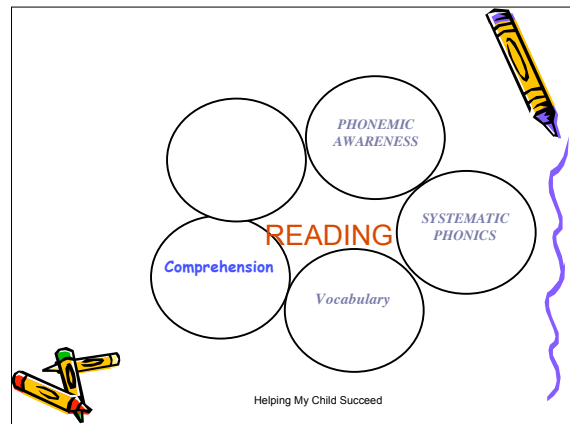 PHONEMIC
AWARENESS
SYSTEMATIC
PHONICS
READING
Comprehension
Vocabulary
Helping My Child Succeed